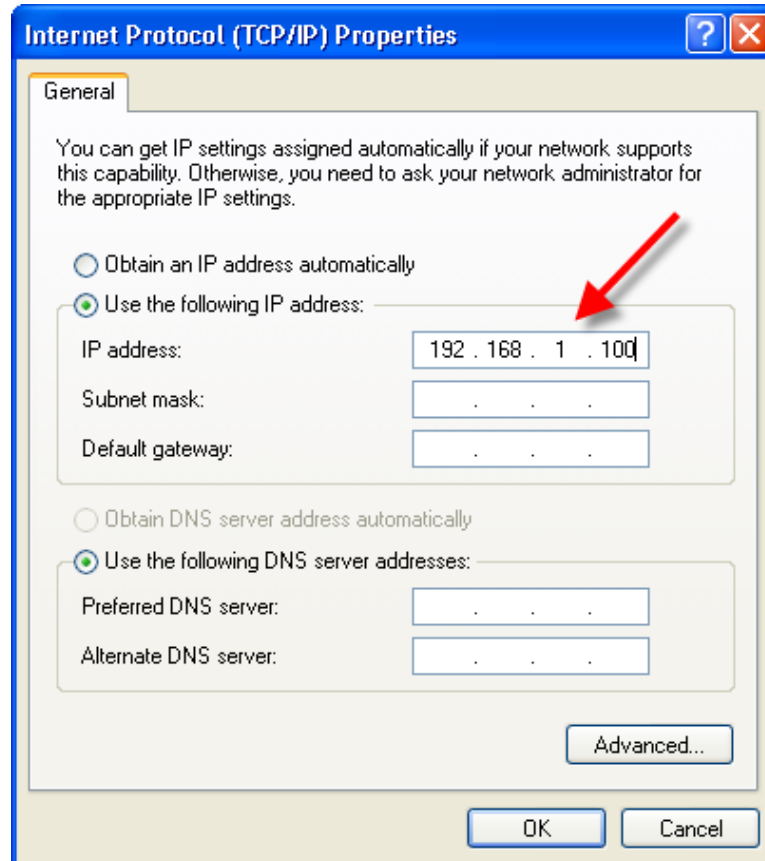 Internet Protocol (TCP/IP) Properties
General
You can get IP settings assigned automatically if your network supports
this capability. Otherwise, you need to ask your network administrator for
the appropriate IP settings.
Obtain an IP address automatically
Use the following IP address:
IP address: 192 . 168 . 1 . 100
Subnet mask: . . .
Default gateway: . . .
Obtain DNS server address automatically
Use the following DNS server addresses:
Preferred DNS server: . . .
Alternate DNS server: . . .
Advanced...
OK Cancel